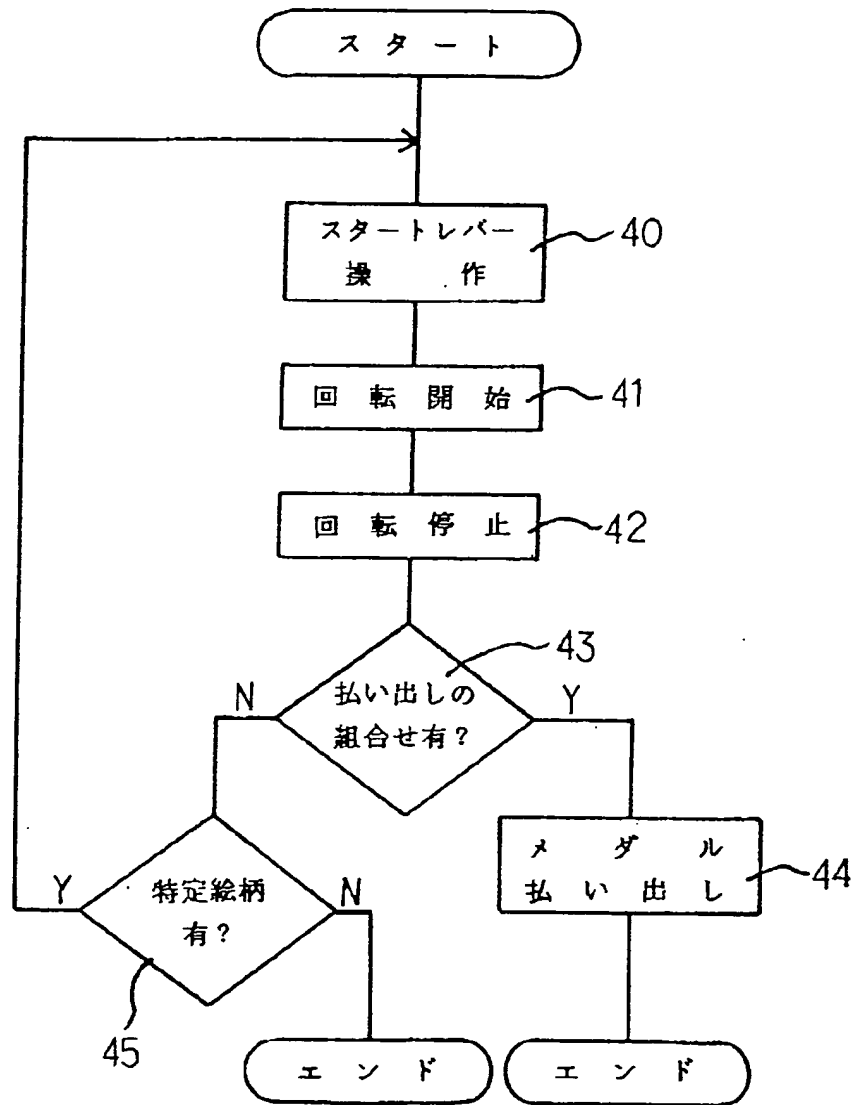 スタート
スタートレバー
操作
40
回転開始
41
回転停止
42
払い出しの
組合せ有?
43
N
Y
メダル
払い出し
44
特定絵柄
有?
Y
N
45
エンド
エンド